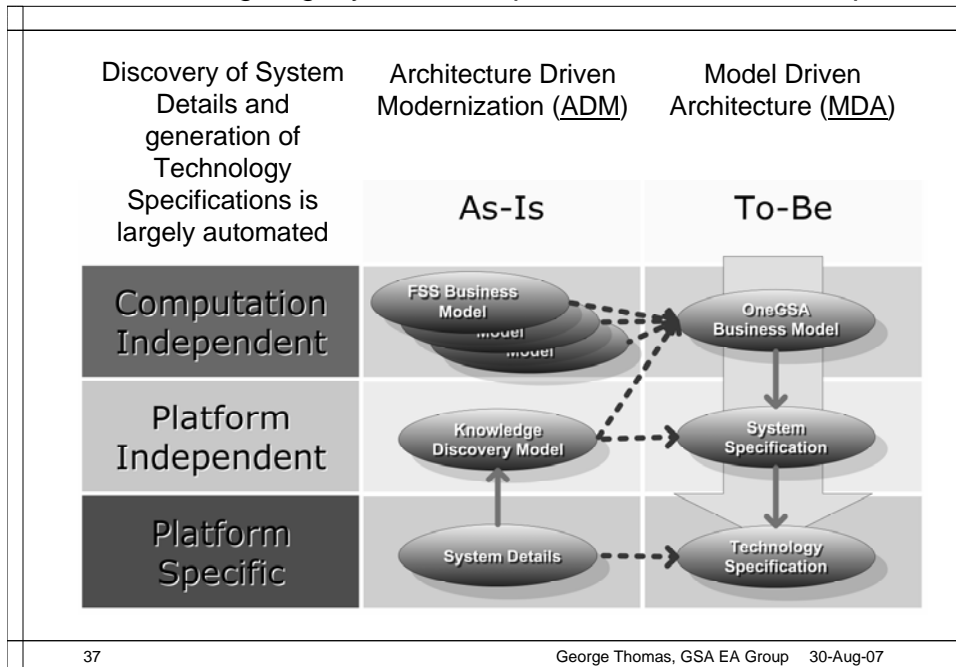 Discovery of System
Details and
generation of
Technology
Specifications is
largely automated
Architecture Driven
Modernization (ADM)
Model Driven
Architecture (MDA)
As-Is
To-Be
Computation
Independent
FSS Business
Model
Model
Model
OneGSA
Business Model
Platform
Independent
Knowledge
Discovery Model
System
Specification
Platform
Specific
System Details
Technology
Specification
37
George Thomas, GSA EA Group 30-Aug-07